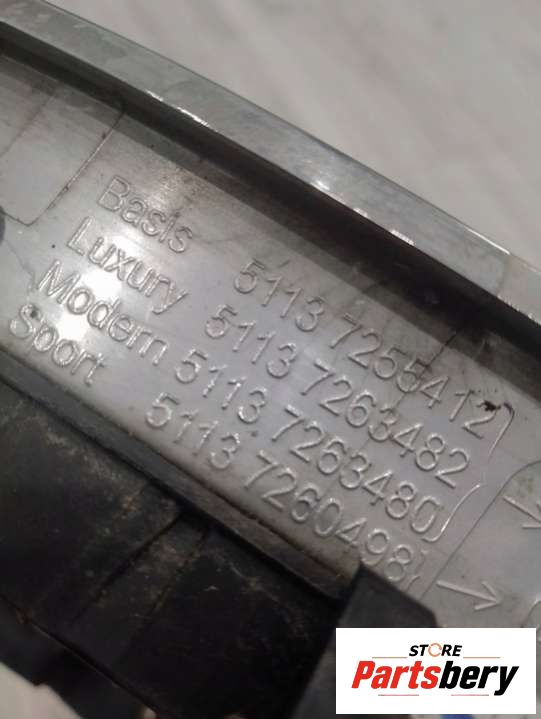 Basis 5113 7255412
Luxury 5113 7263482
Modern 5113 7263480
Sport 5113 7260498
STORE
Partsbery